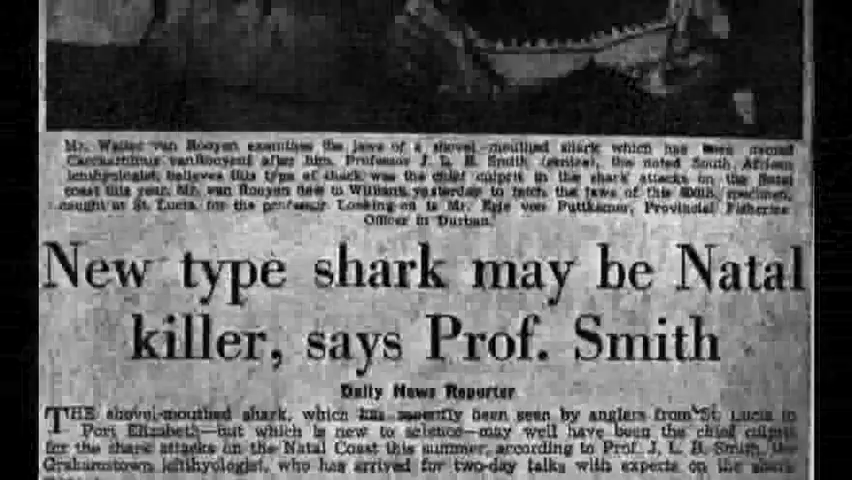 Mr. Walter van Rooyen examines the jaws of a shovel-mouthed shark which has been named
Carcharhinus vanRooyeni after him. Professor J. L. B. Smith (centre), the noted South African
ichthyologist, believes this type of shark was the chief culprit in the shark attacks on the Natal
coast this year. Mr. van Rooyen flew to yesterday to fetch the jaws of this specimen,
caught at St. Lucia, for the professor. Looking on is Mr. von Puttkamer, Provincial Fisheries
Officer in Durban.
New type shark may be Natal
killer, says Prof. Smith
Daily News Reporter
THE shovel-mouthed shark, which has recently been seen by anglers from St. Lucia to
Port Elizabeth—but which is new to science—may well have been the chief culprit
for the shark attacks on the Natal Coast this summer, according to Prof. J. L. B. Smith, the
Grahamstown ichthyologist, who has arrived for two-day talks with experts on the shark